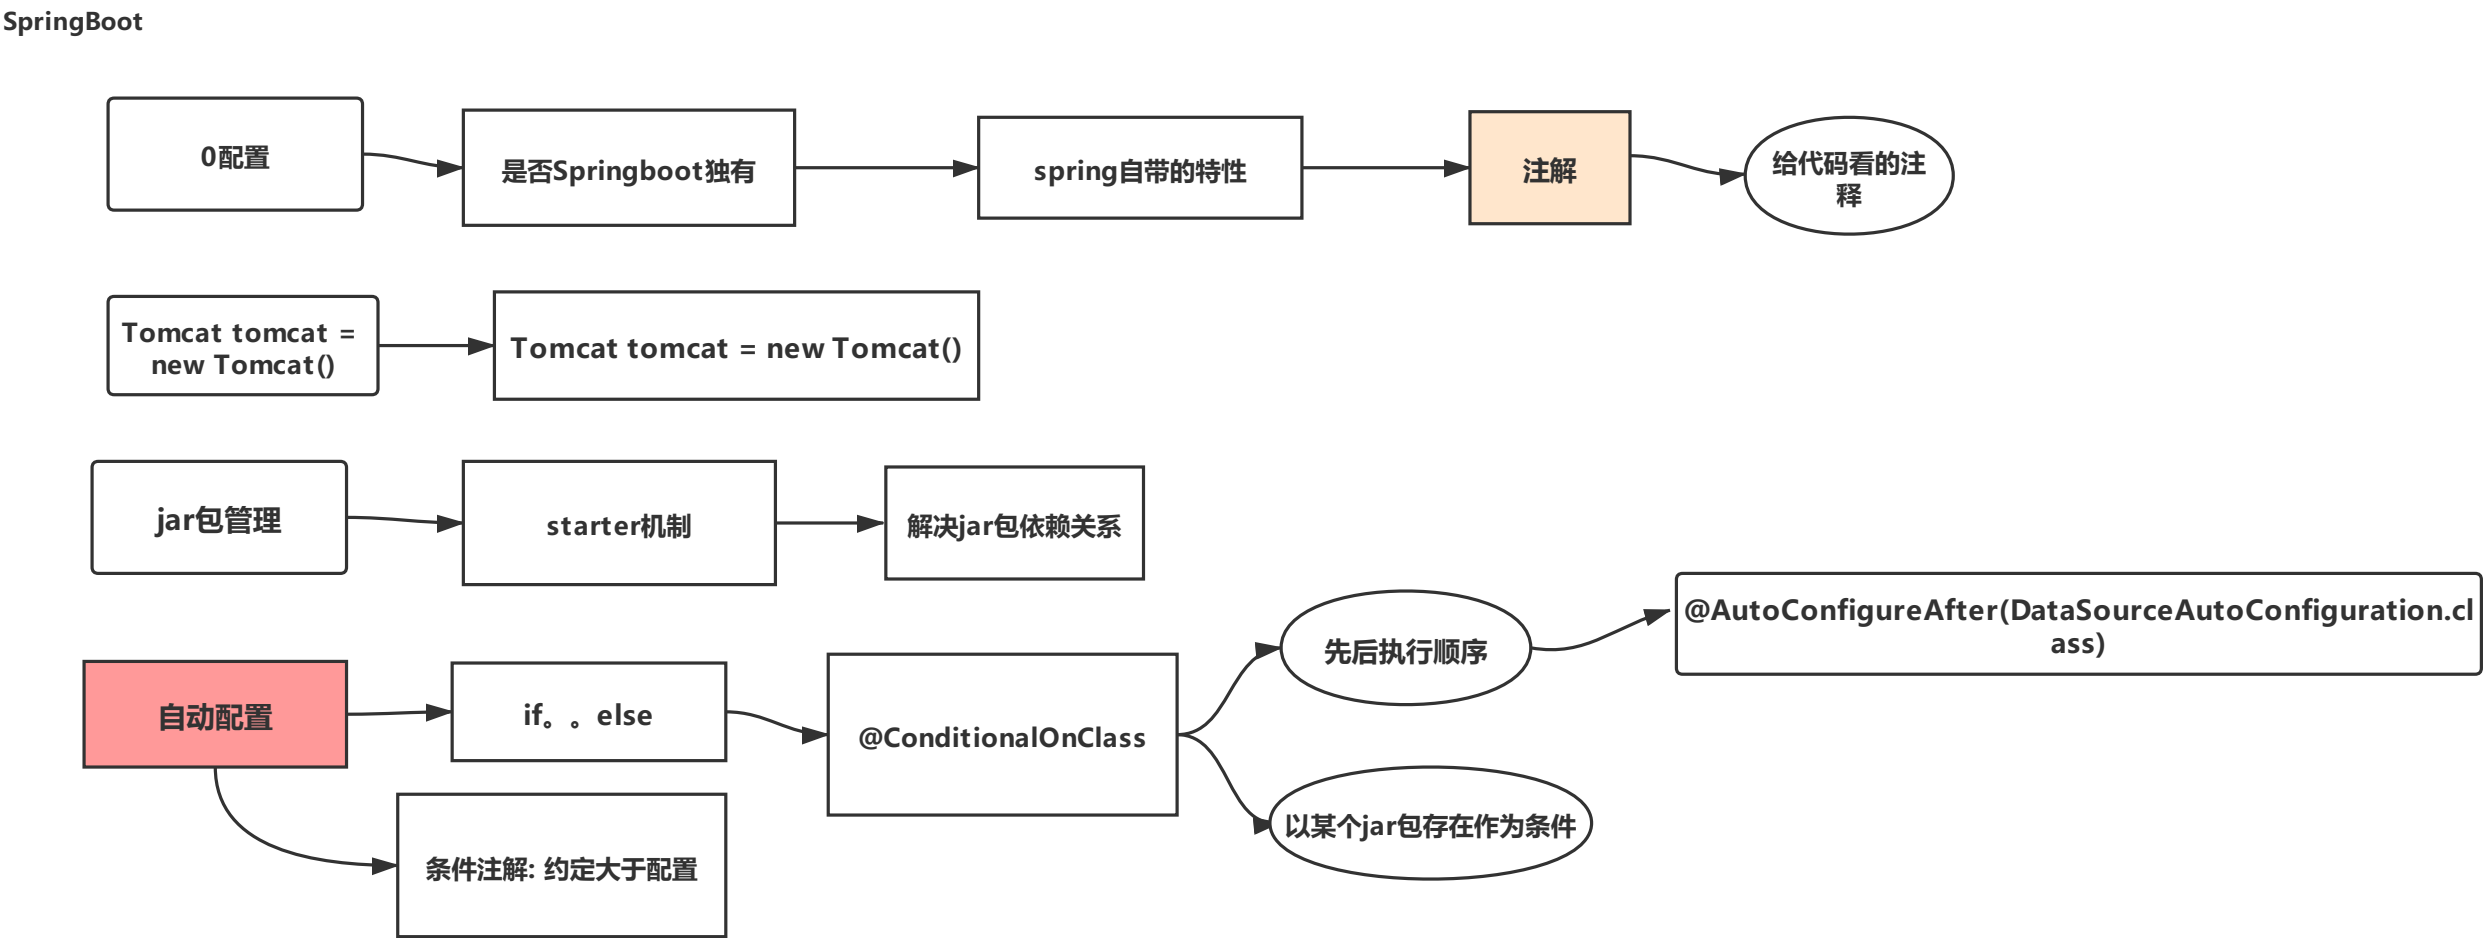 SpringBoot
0配置
是否Springboot独有
spring自带的特性
注解
给代码看的注
释
Tomcat tomcat =
new Tomcat()
Tomcat tomcat = new Tomcat()
jar包管理
starter机制
解决jar包依赖关系
自动配置
if。。else
@ConditionalOnClass
先后执行顺序
@AutoConfigureAfter(DataSourceAutoConfiguration.cl
ass)
以某个jar包存在作为条件
条件注解: 约定大于配置